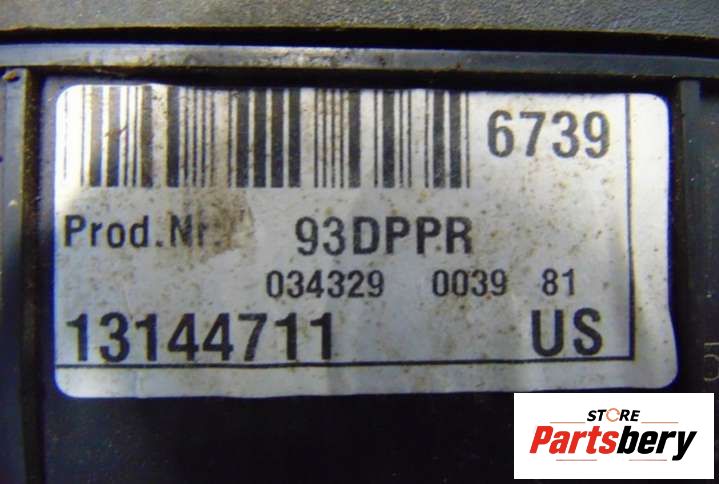 6739
Prod.Nr. 93DPPR
034329 0039 81
13144711 US
STORE
Partsbery